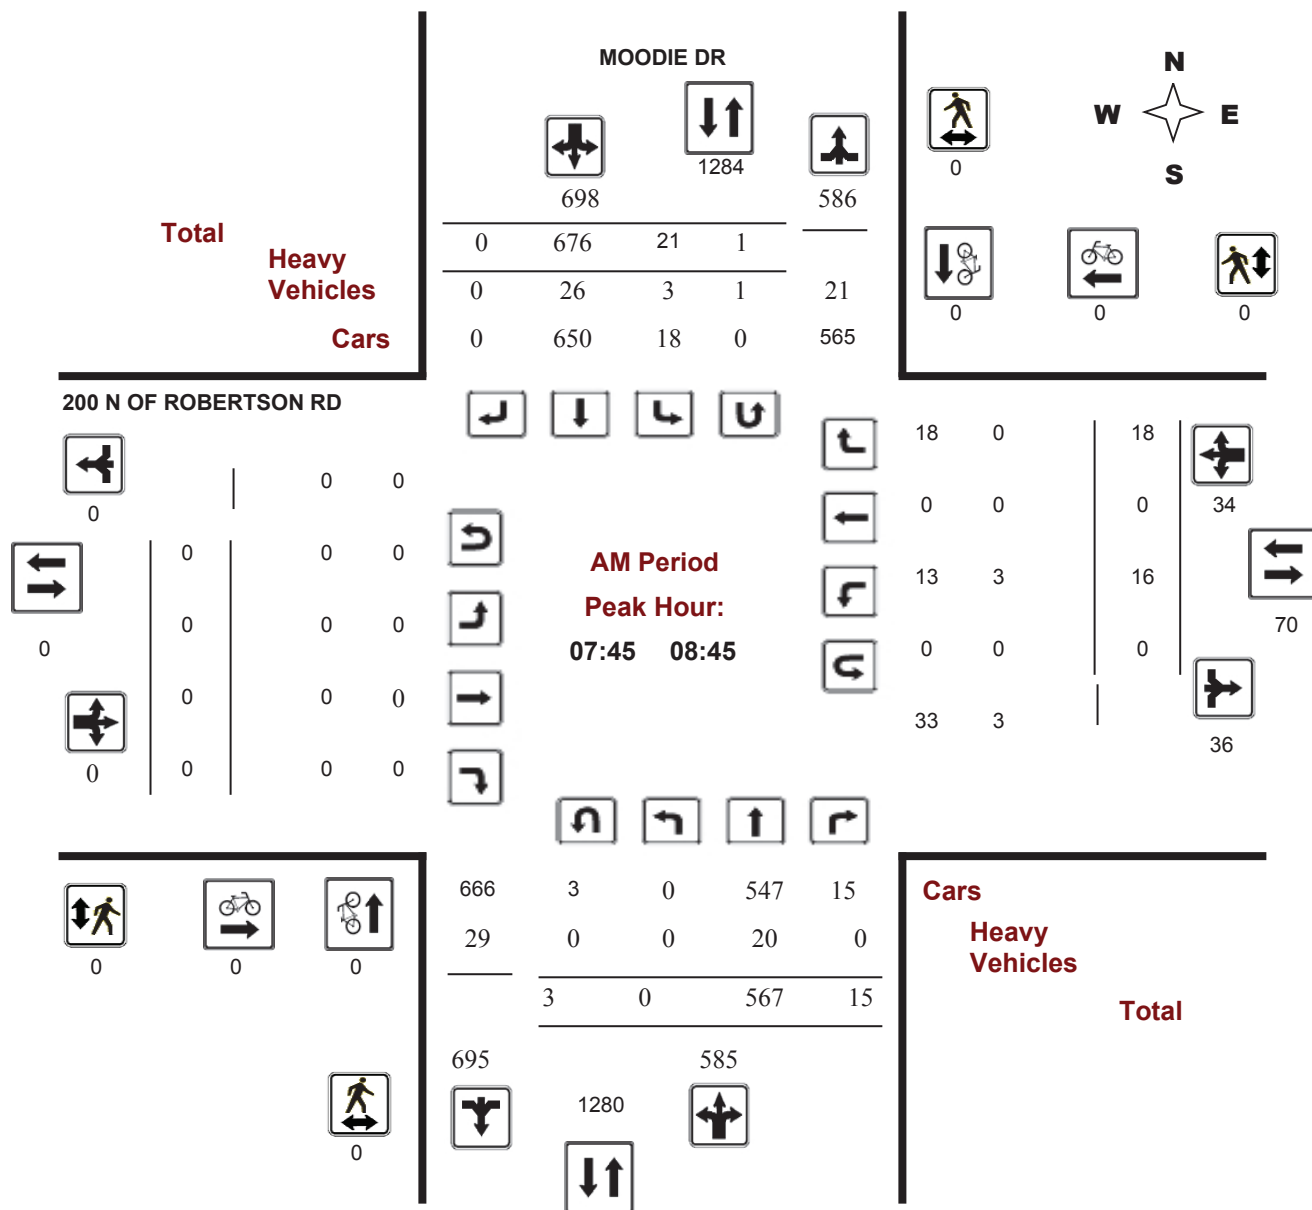 MOODIE DR
N
W E
S
1284
0
698 586
Total
0 676 21 1
Heavy
Vehicles
0 26 3 1 21
0 0 0
Cars
0 650 18 0 565
200 N OF ROBERTSON RD
18 0 18
0 0
0
0 0 0
34
0 0 0
AM Period
13 3 16
Peak Hour:
0 0 0
70
07:45 08:45
0
0 0 0
0 0 0
33 3
36
0
0 0 0
666 3 0 547 15
Cars
29 0 0 20 0
Heavy
Vehicles
0 0 0
3 0 567 15
Total
695 585
1280
0